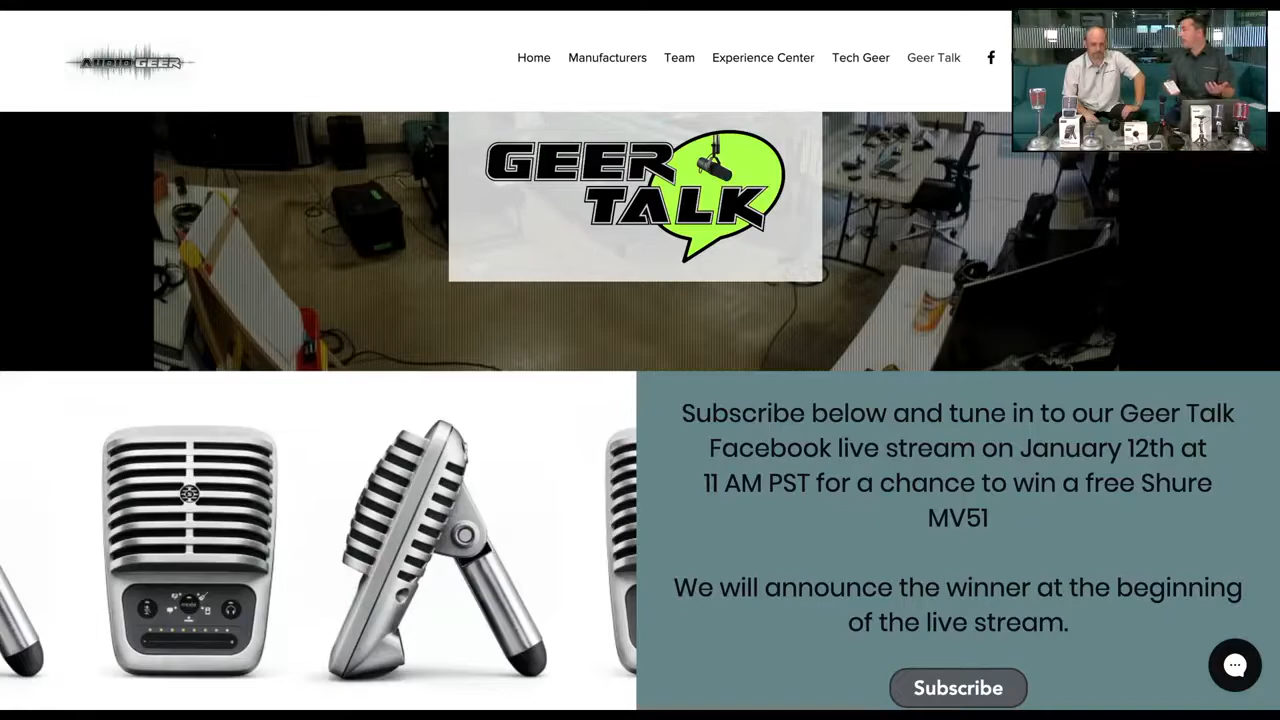 AUDIO GEER
Home Manufacturers Team Experience Center Tech Geer Geer Talk
GEER
TALK
Subscribe below and tune in to our Geer Talk
Facebook live stream on January 12th at
11 AM PST for a chance to win a free Shure
MV51
We will announce the winner at the beginning
of the live stream.
Subscribe